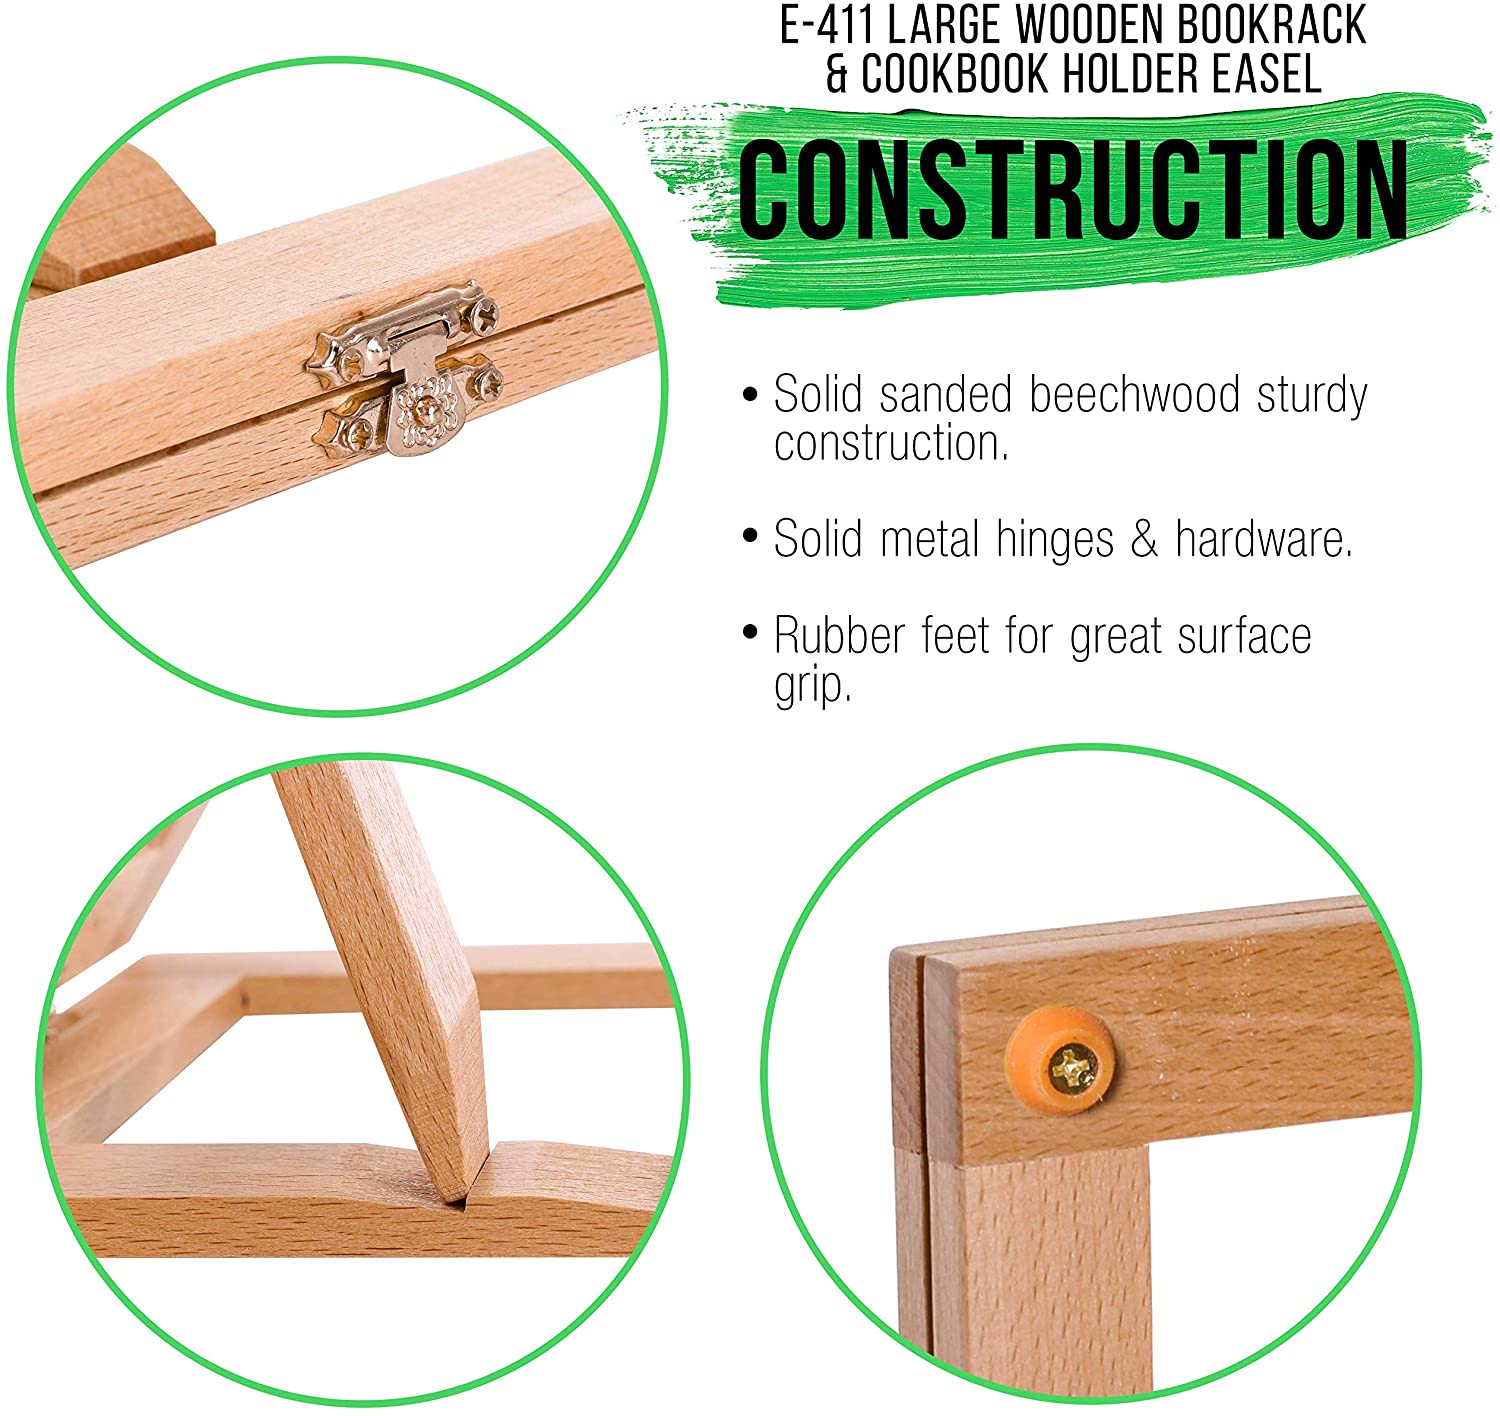 E-411 LARGE WOODEN BOOKRACK
& COOKBOOK HOLDER EASEL
CONSTRUCTION
• Solid sanded beechwood sturdy
construction.
• Solid metal hinges & hardware.
• Rubber feet for great surface
grip.